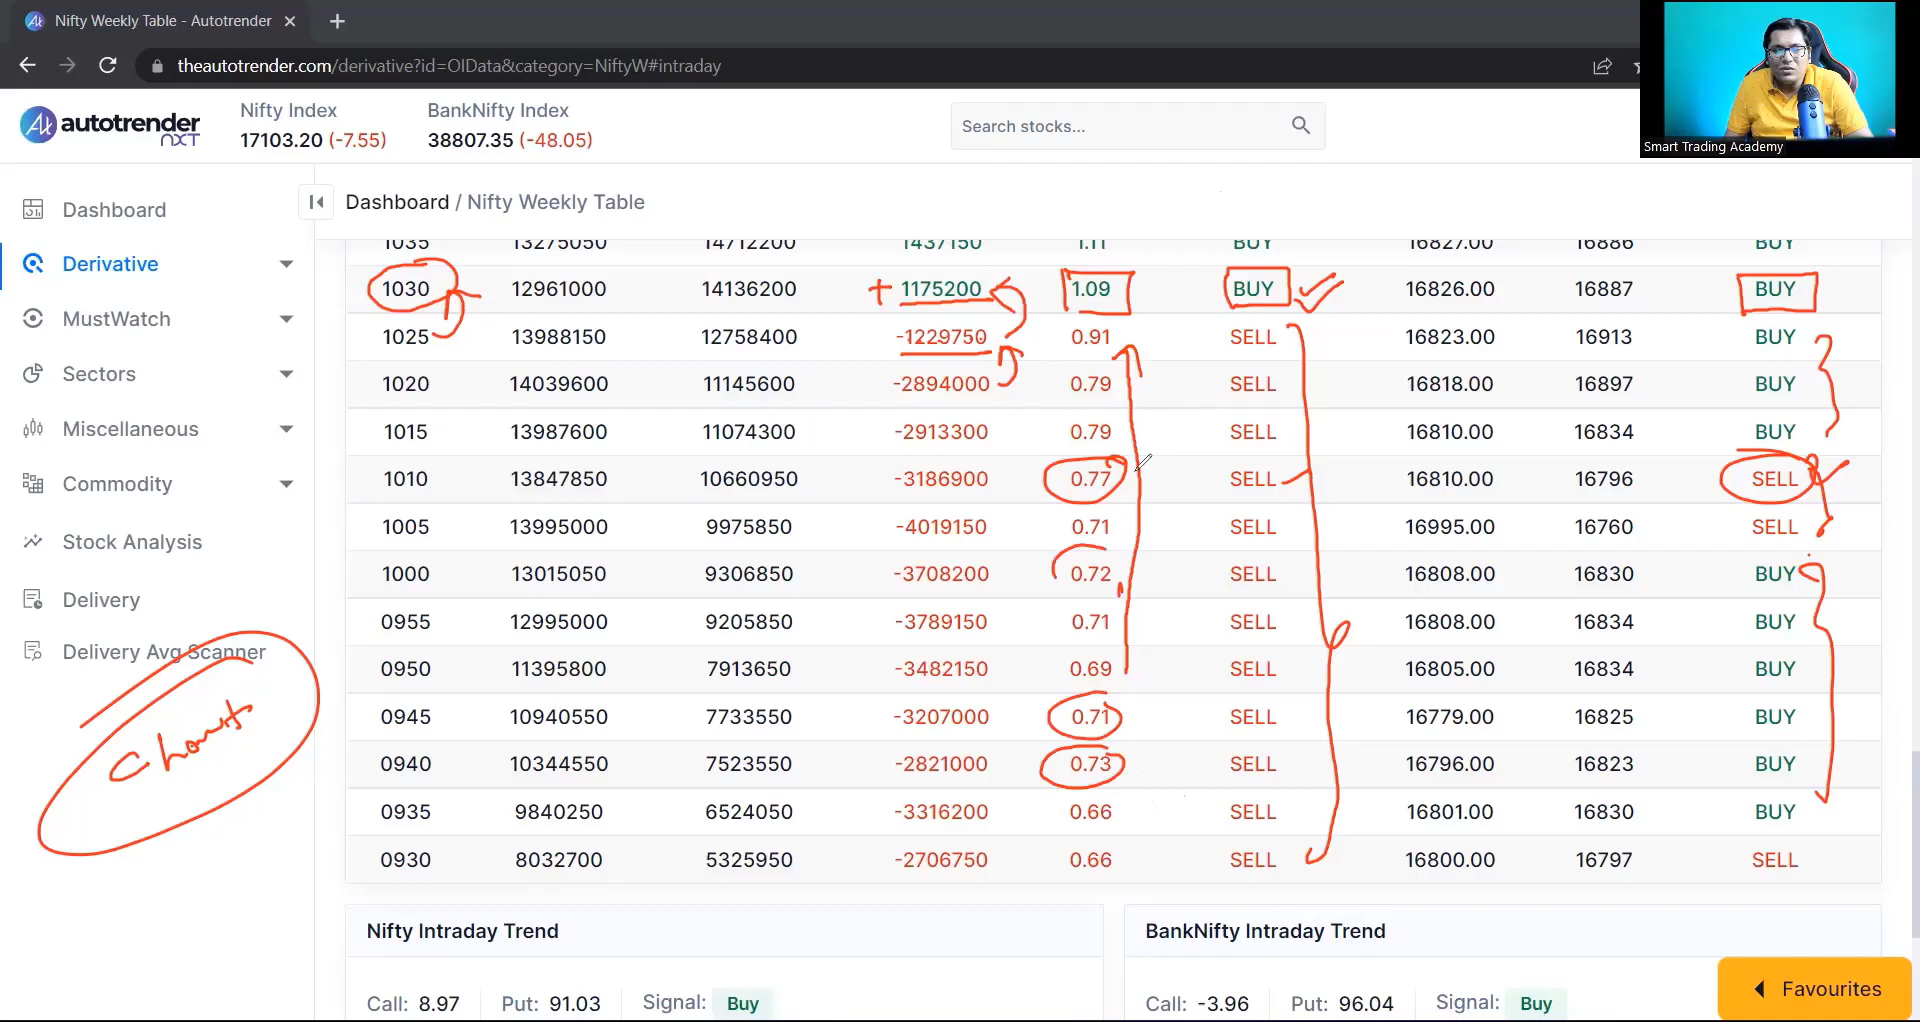 Nifty Weekly Table - Autotrender
theautotrender.com/derivative?id=OIData&category=NiftyW#intraday
Smart Trading Academy
autotrender nxt
Nifty Index
17103.20 (-7.55)
BankNifty Index
38807.35 (-48.05)
Search stocks...
Dashboard
Derivative
MustWatch
Sectors
Miscellaneous
Commodity
Stock Analysis
Delivery
Delivery Avg Scanner
Dashboard / Nifty Weekly Table
1035 13275050 14712200 1437150 1.11 BUY 16827.00 16886 BUY
1030 12961000 14136200 + 1175200 1.09 BUY 16826.00 16887 BUY
1025 13988150 12758400 -1229750 0.91 SELL 16823.00 16913 BUY
1020 14039600 11145600 -2894000 0.79 SELL 16818.00 16897 BUY
1015 13987600 11074300 -2913300 0.79 SELL 16810.00 16834 BUY
1010 13847850 10660950 -3186900 0.77 SELL 16810.00 16796 SELL
1005 13995000 9975850 -4019150 0.71 SELL 16995.00 16760 SELL
1000 13015050 9306850 -3708200 0.72 SELL 16808.00 16830 BUY
0955 12995000 9205850 -3789150 0.71 SELL 16808.00 16834 BUY
0950 11395800 7913650 -3482150 0.69 SELL 16805.00 16834 BUY
0945 10940550 7733550 -3207000 0.71 SELL 16779.00 16825 BUY
0940 10344550 7523550 -2821000 0.73 SELL 16796.00 16823 BUY
0935 9840250 6524050 -3316200 0.66 SELL 16801.00 16830 BUY
0930 8032700 5325950 -2706750 0.66 SELL 16800.00 16797 SELL
Nifty Intraday Trend
Call: 8.97 Put: 91.03 Signal: Buy
BankNifty Intraday Trend
Call: -3.96 Put: 96.04 Signal: Buy
Favourites